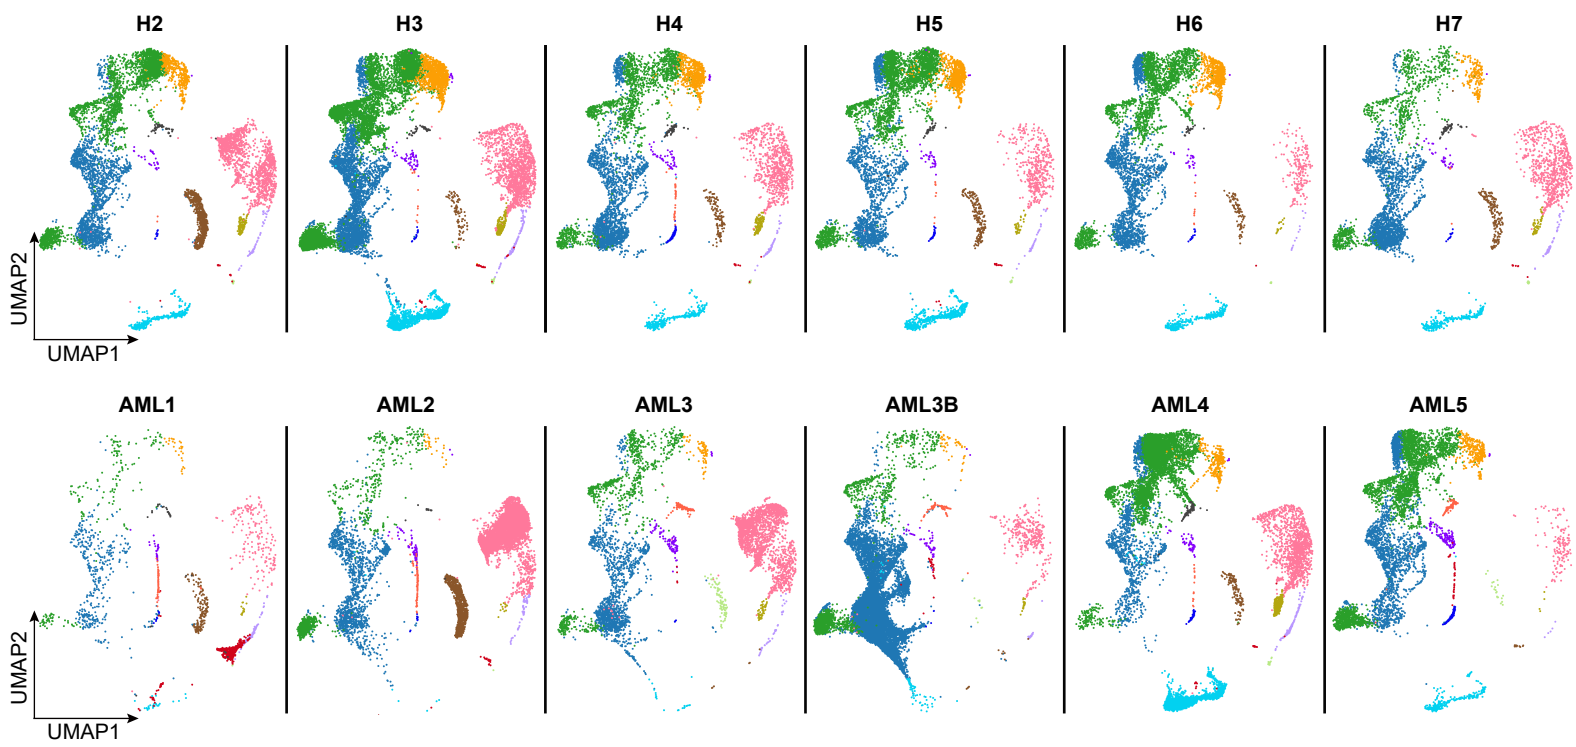 H2 H3 H4 H5 H6 H7
UMAP2
UMAP1
AML1 AML2 AML3 AML3B AML4 AML5
UMAP2
UMAP1